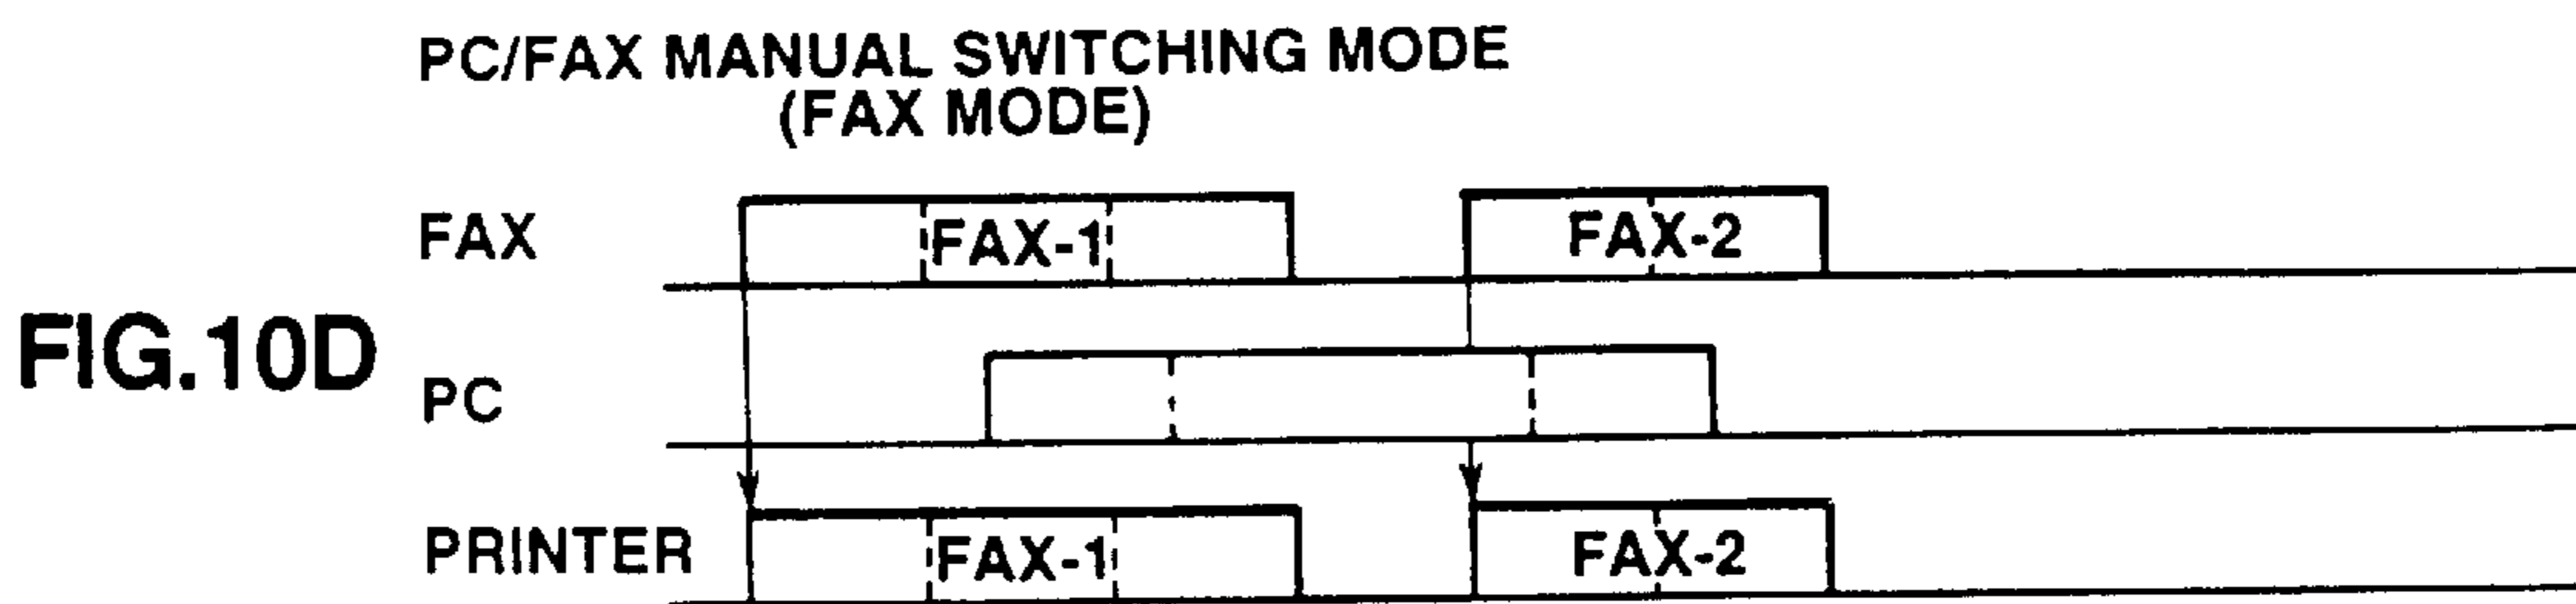 PC/FAX MANUAL SWITCHING MODE
(FAX MODE)
FAX
FAX-1
FAX-2
FIG.10D
PC
PRINTER
FAX-1
FAX-2